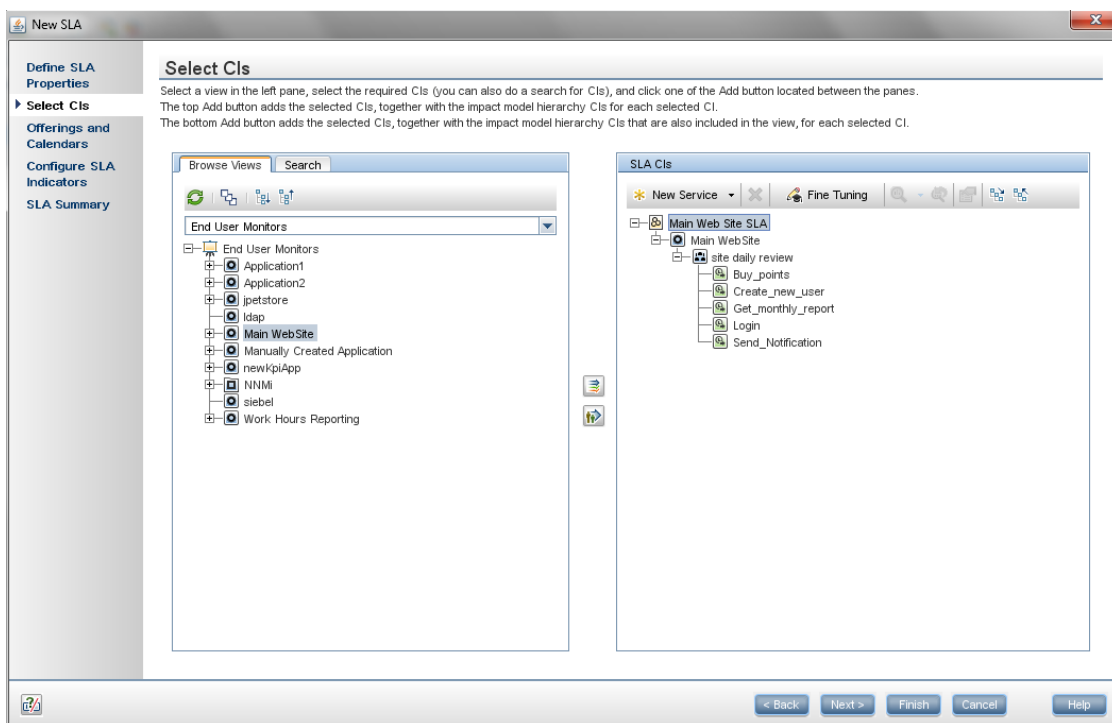 New SLA
Define SLA
Properties
Select CIs
Offerings and
Calendars
Configure SLA
Indicators
SLA Summary
Select CIs
Select a view in the left pane, select the required CIs (you can also do a search for CIs), and click one of the Add button located between the panes.
The top Add button adds the selected CIs, together with the impact model hierarchy CIs for each selected CI.
The bottom Add button adds the selected CIs, together with the impact model hierarchy CIs that are also included in the view, for each selected CI.
Browse Views
Search
End User Monitors
End User Monitors
Application1
Application2
jpetstore
ldap
Main WebSite
Manually Created Application
newKpiApp
NNMi
siebel
Work Hours Reporting
SLA CIs
New Service
Fine Tuning
Main Web Site SLA
Main WebSite
site daily review
Buy_points
Create_new_user
Get_monthly_report
Login
Send_Notification
< Back
Next >
Finish
Cancel
Help